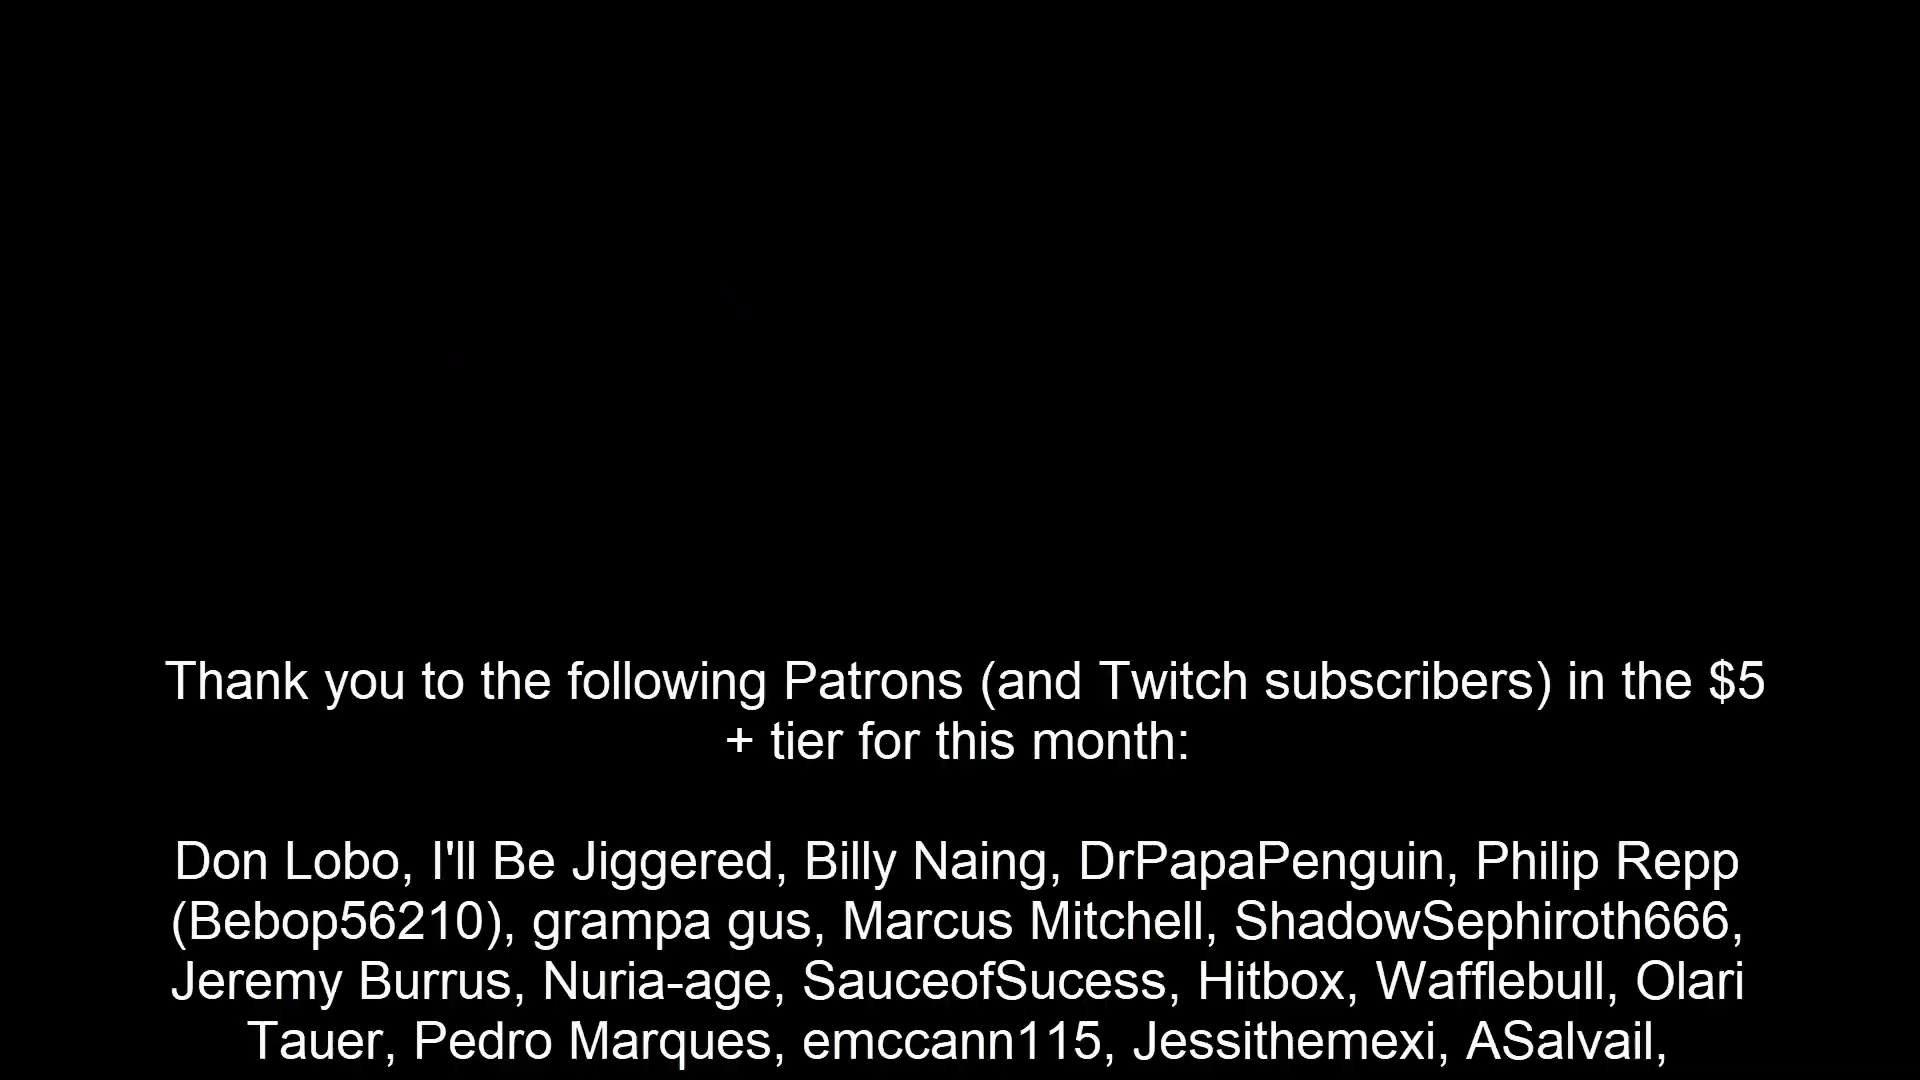 Thank you to the following Patrons (and Twitch subscribers) in the $5
+ tier for this month:
Don Lobo, I'll Be Jiggered, Billy Naing, DrPapaPenguin, Philip Repp
(Bebop56210), grampa gus, Marcus Mitchell, ShadowSephiroth666,
Jeremy Burrus, Nuria-age, SauceofSucess, Hitbox, Wafflebull, Olari
Tauer, Pedro Marques, emccann115, Jessithemexi, ASalvail,